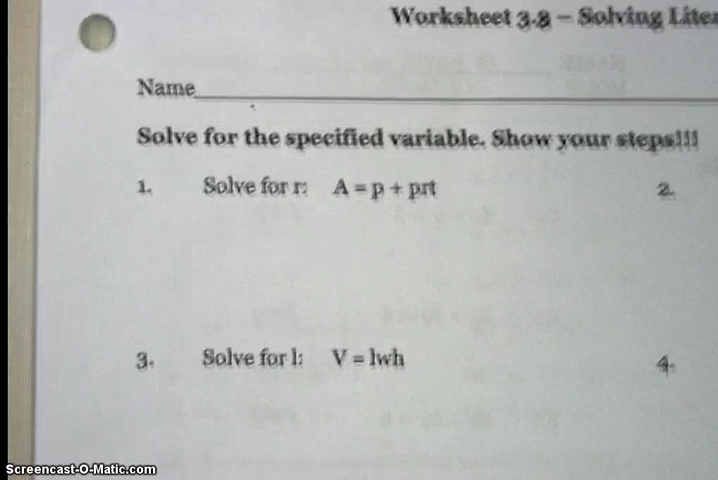 Worksheet 3.8 – Solving
Name
Solve for the specified variable. Show your steps!!!
1. Solve for r: A = p + prt
2.
3. Solve for l: V = lwh
4.
Screencast-O-Matic.com